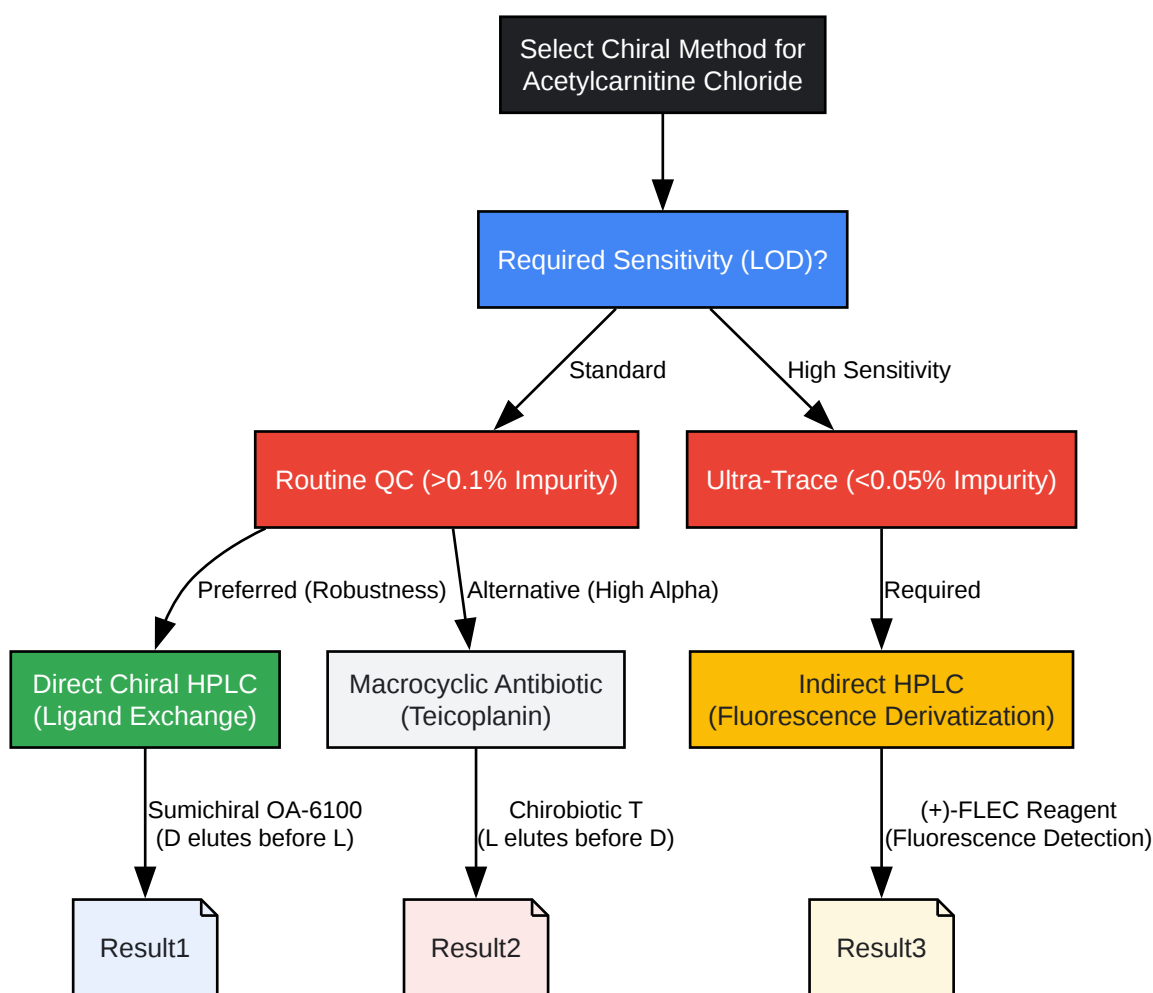 Select Chiral Method for
Acetylcarnitine Chloride
Required Sensitivity (LOD)?
Standard
High Sensitivity
Routine QC (>0.1% Impurity)
Ultra-Trace (<0.05% Impurity)
Preferred (Robustness)
Alternative (High Alpha)
Required
Direct Chiral HPLC
(Ligand Exchange)
Macrocyclic Antibiotic
(Teicoplanin)
Indirect HPLC
(Fluorescence Derivatization)
Sumichiral OA-6100
(D elutes before L)
Chirobiotic T
(L elutes before D)
(+)-FLEC Reagent
(Fluorescence Detection)
Result1
Result2
Result3